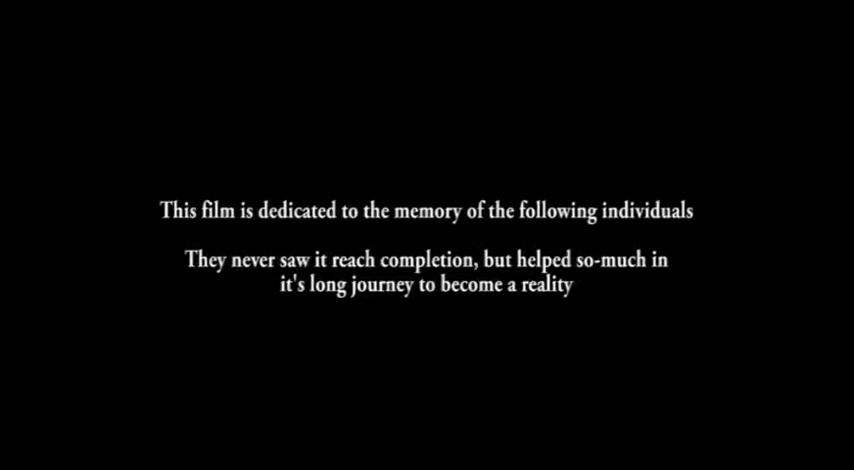 This film is dedicated to the memory of the following individuals
They never saw it reach completion, but helped so-much in
it's long journey to become a reality